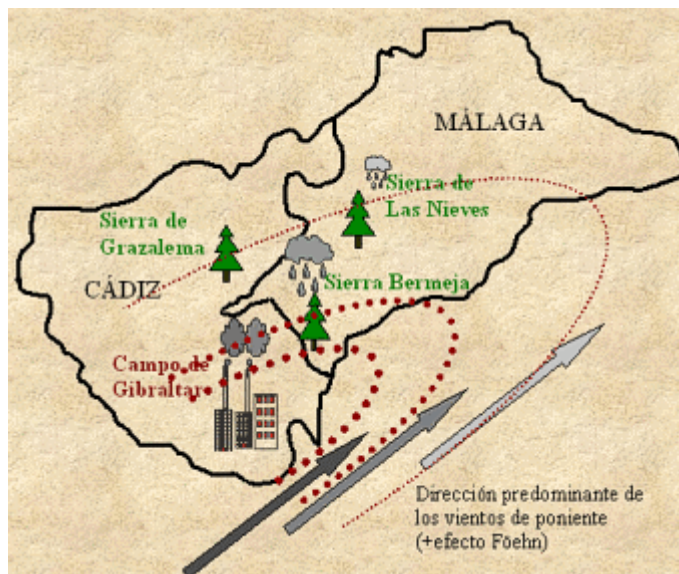 MÁLAGA
Sierra de
Las Nieves
Sierra de
Grazalema
CÁDIZ
Sierra Bermeja
Campo de
Gibraltar
Dirección predominante de
los vientos de poniente
(+efecto Föehn)